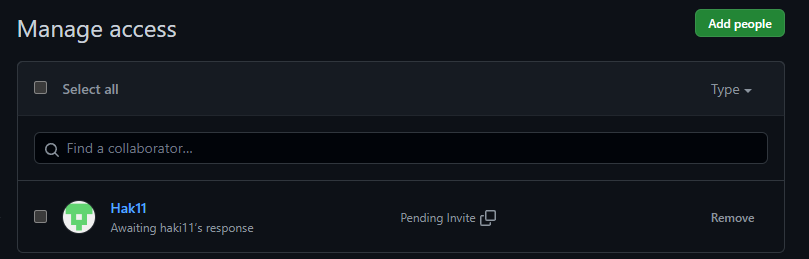 Manage access
Add people
Select all
Type
Find a collaborator...
Hak11
Awaiting haki11's response
Pending Invite
Remove